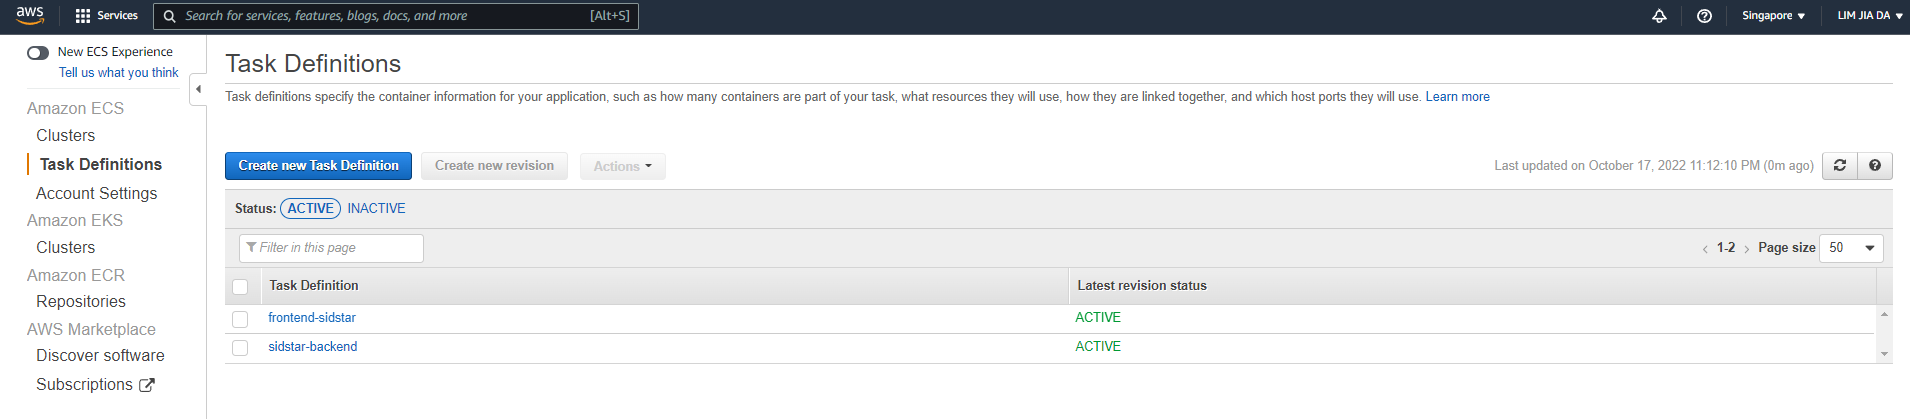 aws Services Search for services, features, blogs, docs, and more [Alt+S] Singapore LIM JIA DA
New ECS Experience
Tell us what you think
Amazon ECS
Clusters
Task Definitions
Account Settings
Amazon EKS
Clusters
Amazon ECR
Repositories
AWS Marketplace
Discover software
Subscriptions
Task Definitions
Task definitions specify the container information for your application, such as how many containers are part of your task, what resources they will use, how they are linked together, and which host ports they will use. Learn more
Create new Task Definition Create new revision Actions Last updated on October 17, 2022 11:12:10 PM (0m ago)
Status: ACTIVE INACTIVE
Filter in this page 1-2 Page size 50
Task Definition Latest revision status
frontend-sidstar ACTIVE
sidstar-backend ACTIVE